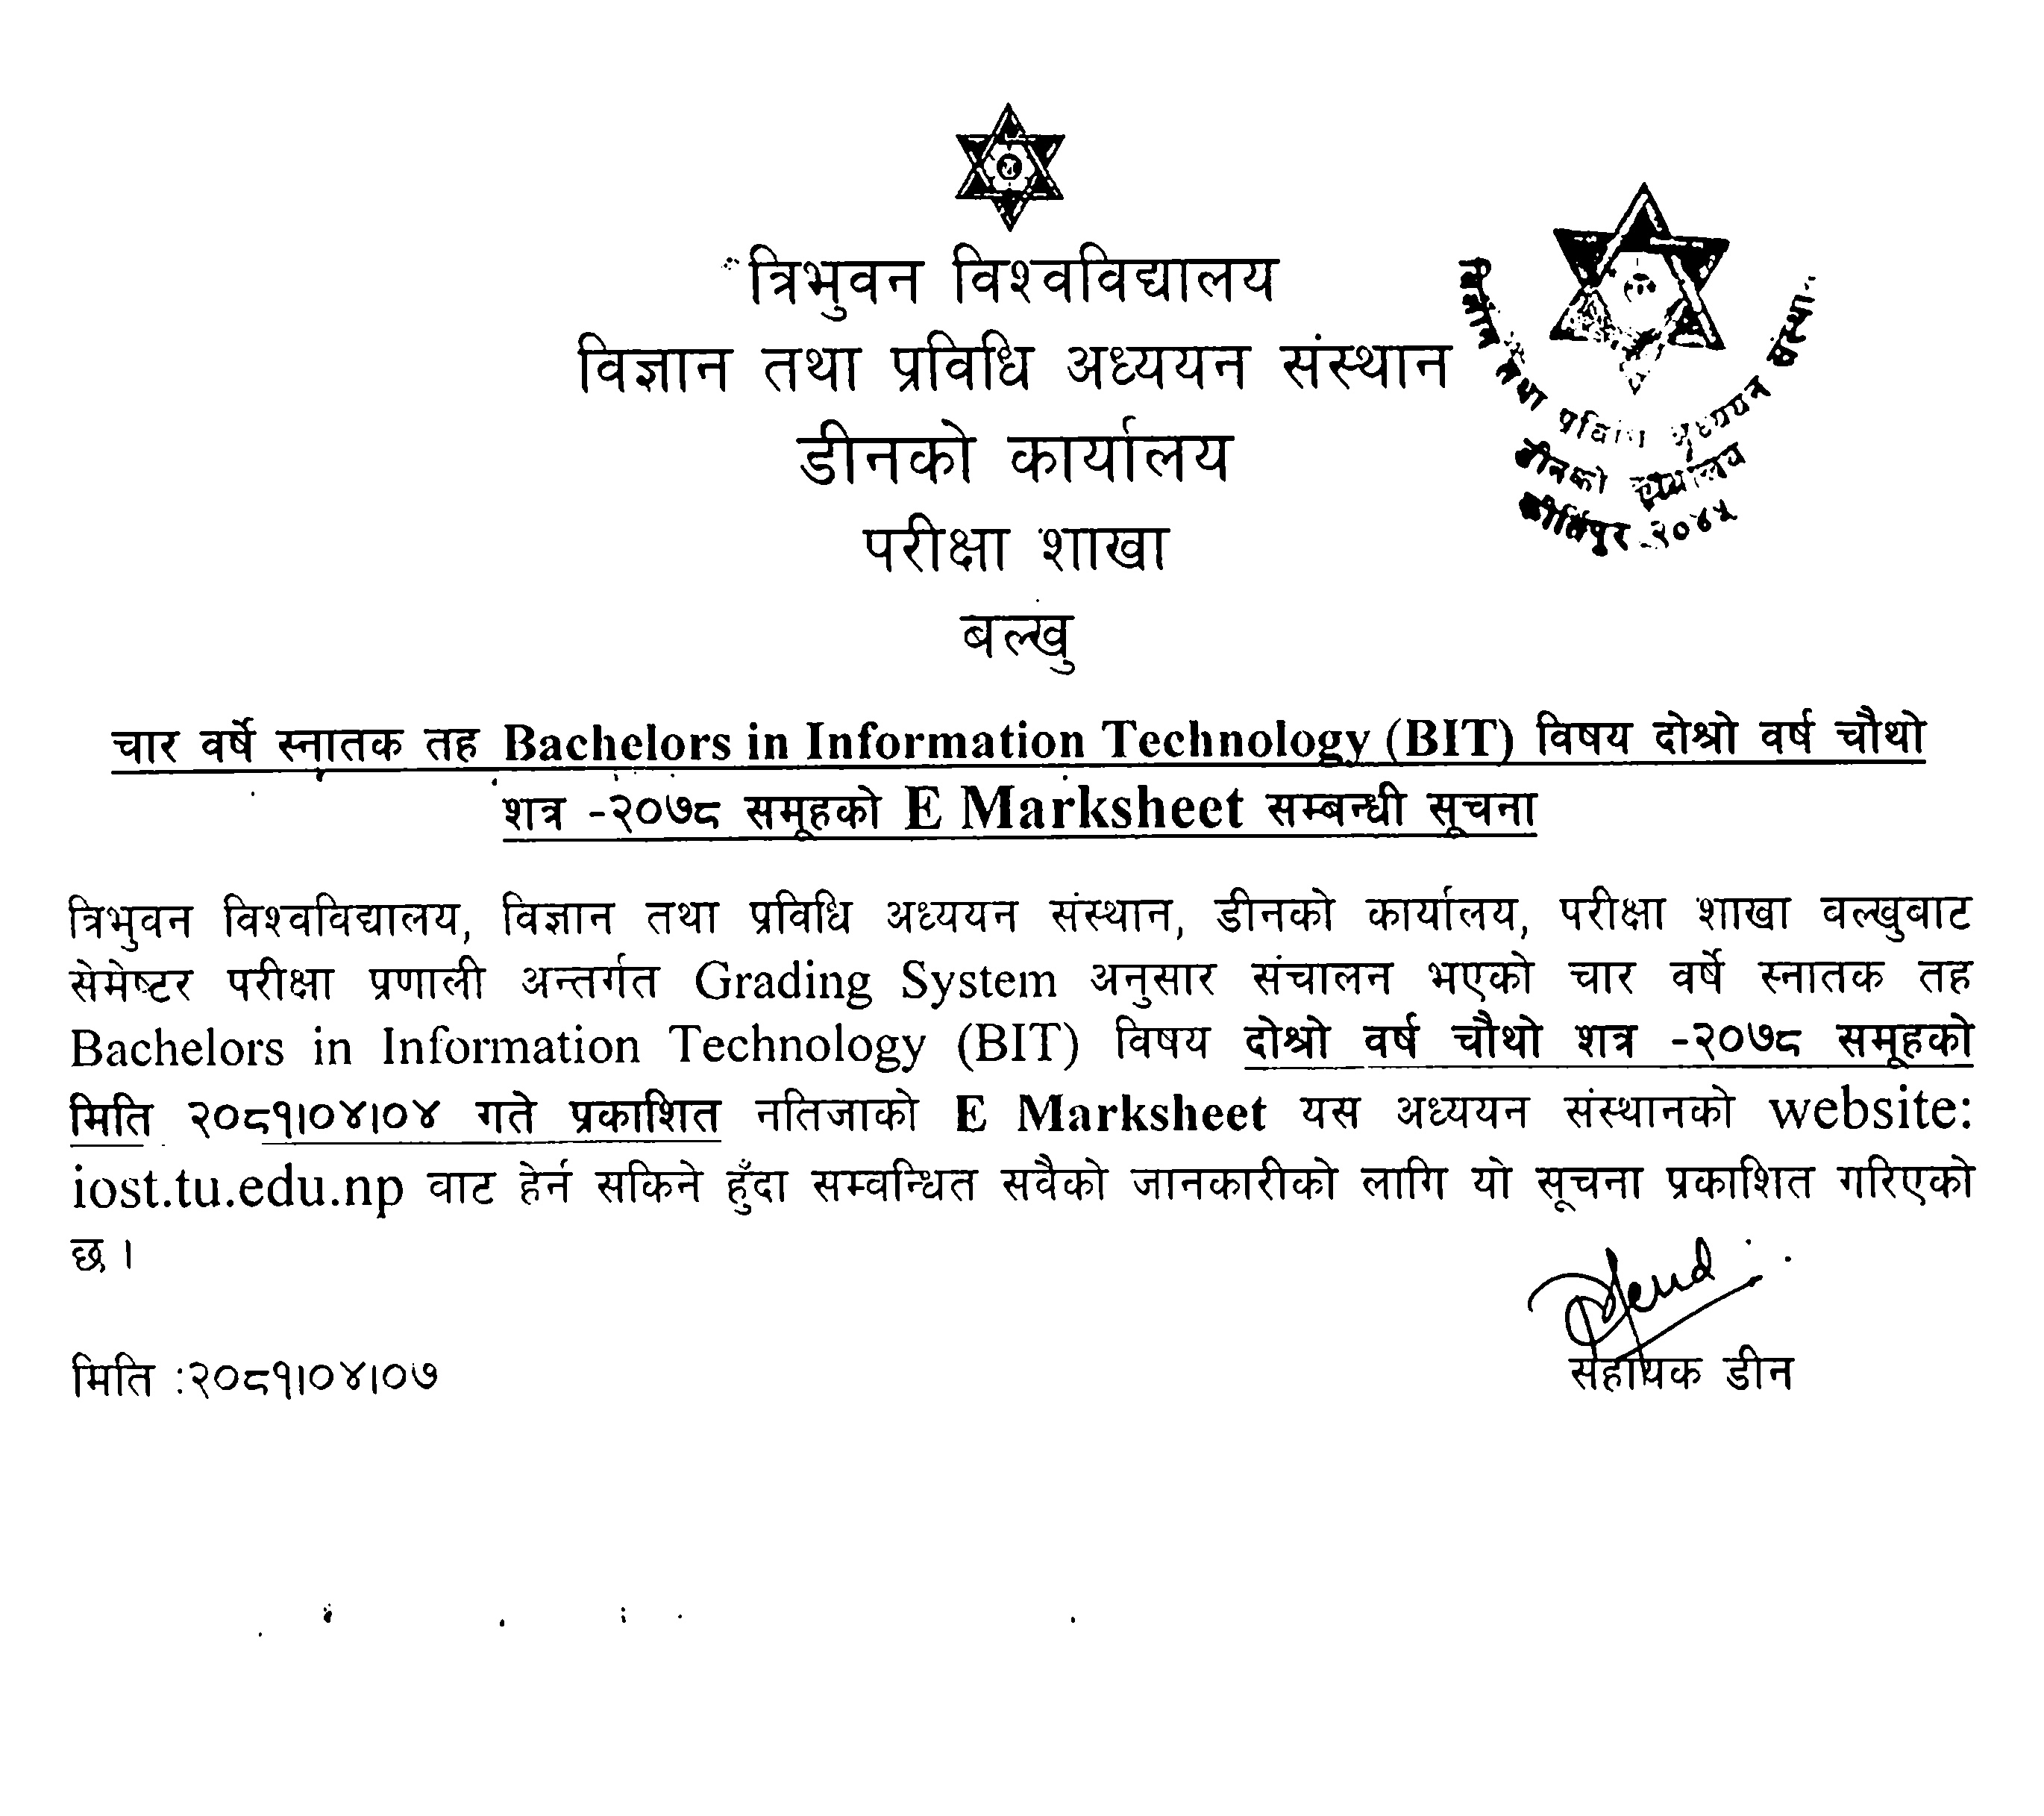 त्रिभुवन विश्वविद्यालय
विज्ञान तथा प्रविधि अध्ययन संस्थान
डीनको कार्यालय
परीक्षा शाखा
बल्खु
विज्ञान तथा प्रविधि अध्ययन संस्थान
डीनको कार्यालय
कीर्तिपुर २०४५
चार वर्षे स्नातक तह Bachelors in Information Technology (BIT) विषय दोश्रो वर्ष चौथो
शत्र -२०७८ समूहको E Marksheet सम्बन्धी सूचना
त्रिभुवन विश्वविद्यालय, विज्ञान तथा प्रविधि अध्ययन संस्थान, डीनको कार्यालय, परीक्षा शाखा बल्खुबाट
सेमेष्टर परीक्षा प्रणाली अन्तर्गत Grading System अनुसार संचालन भएको चार वर्षे स्नातक तह
Bachelors in Information Technology (BIT) विषय दोश्रो वर्ष चौथो शत्र -२०७८ समूहको
मिति २०८१।०४।०४ गते प्रकाशित नतिजाको E Marksheet यस अध्ययन संस्थानको website:
iost.tu.edu.np वाट हेर्न सकिने हुँदा सम्वन्धित सवैको जानकारीको लागि यो सूचना प्रकाशित गरिएको
छ ।
मिति :२०८१।०४।०७
सहायक डीन